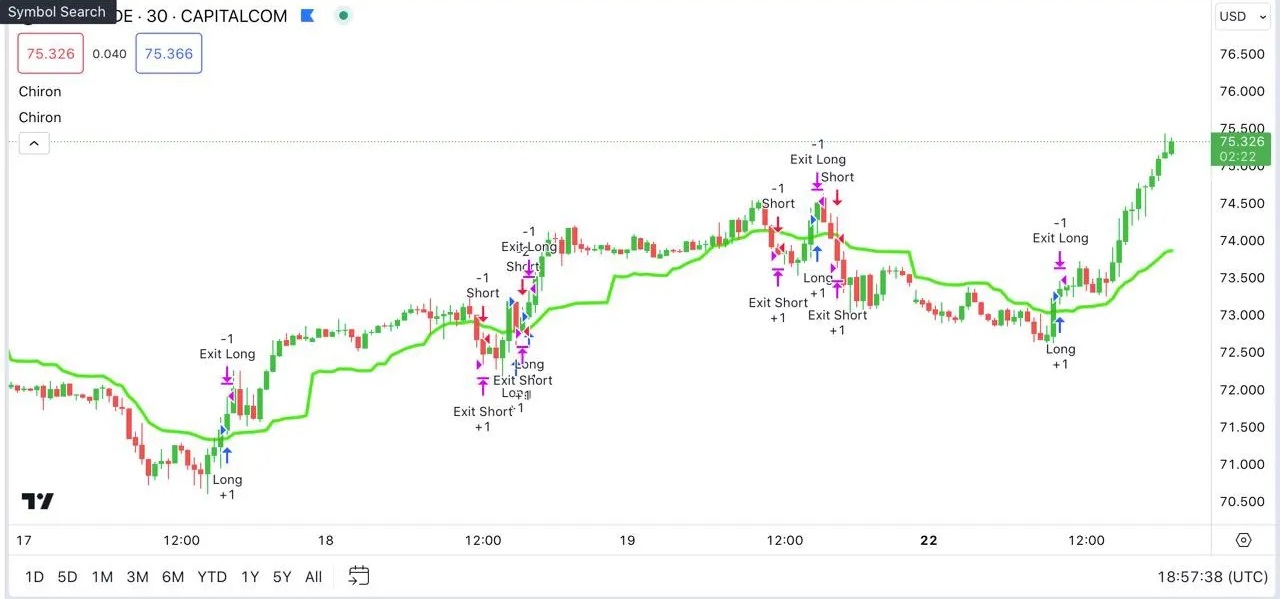 Symbol Search
DE · 30 · CAPITALCOM
USD
75.326
0.040
75.366
Chiron
Chiron
76.500
76.000
75.500
75.326
02:22
75.000
74.500
74.000
73.500
73.000
72.500
72.000
71.500
71.000
70.500
-1
Exit Long
Long
+1
-1
Short
Exit Short
+1
-1
Exit Long
Short
Long
Exit Short
-1
Short
Exit Short
+1
-1
Exit Long
Short
Long
+1
Exit Short
+1
-1
Exit Long
Long
+1
17
12:00
18
12:00
19
12:00
22
12:00
1D 5D 1M 3M 6M YTD 1Y 5Y All
18:57:38 (UTC)